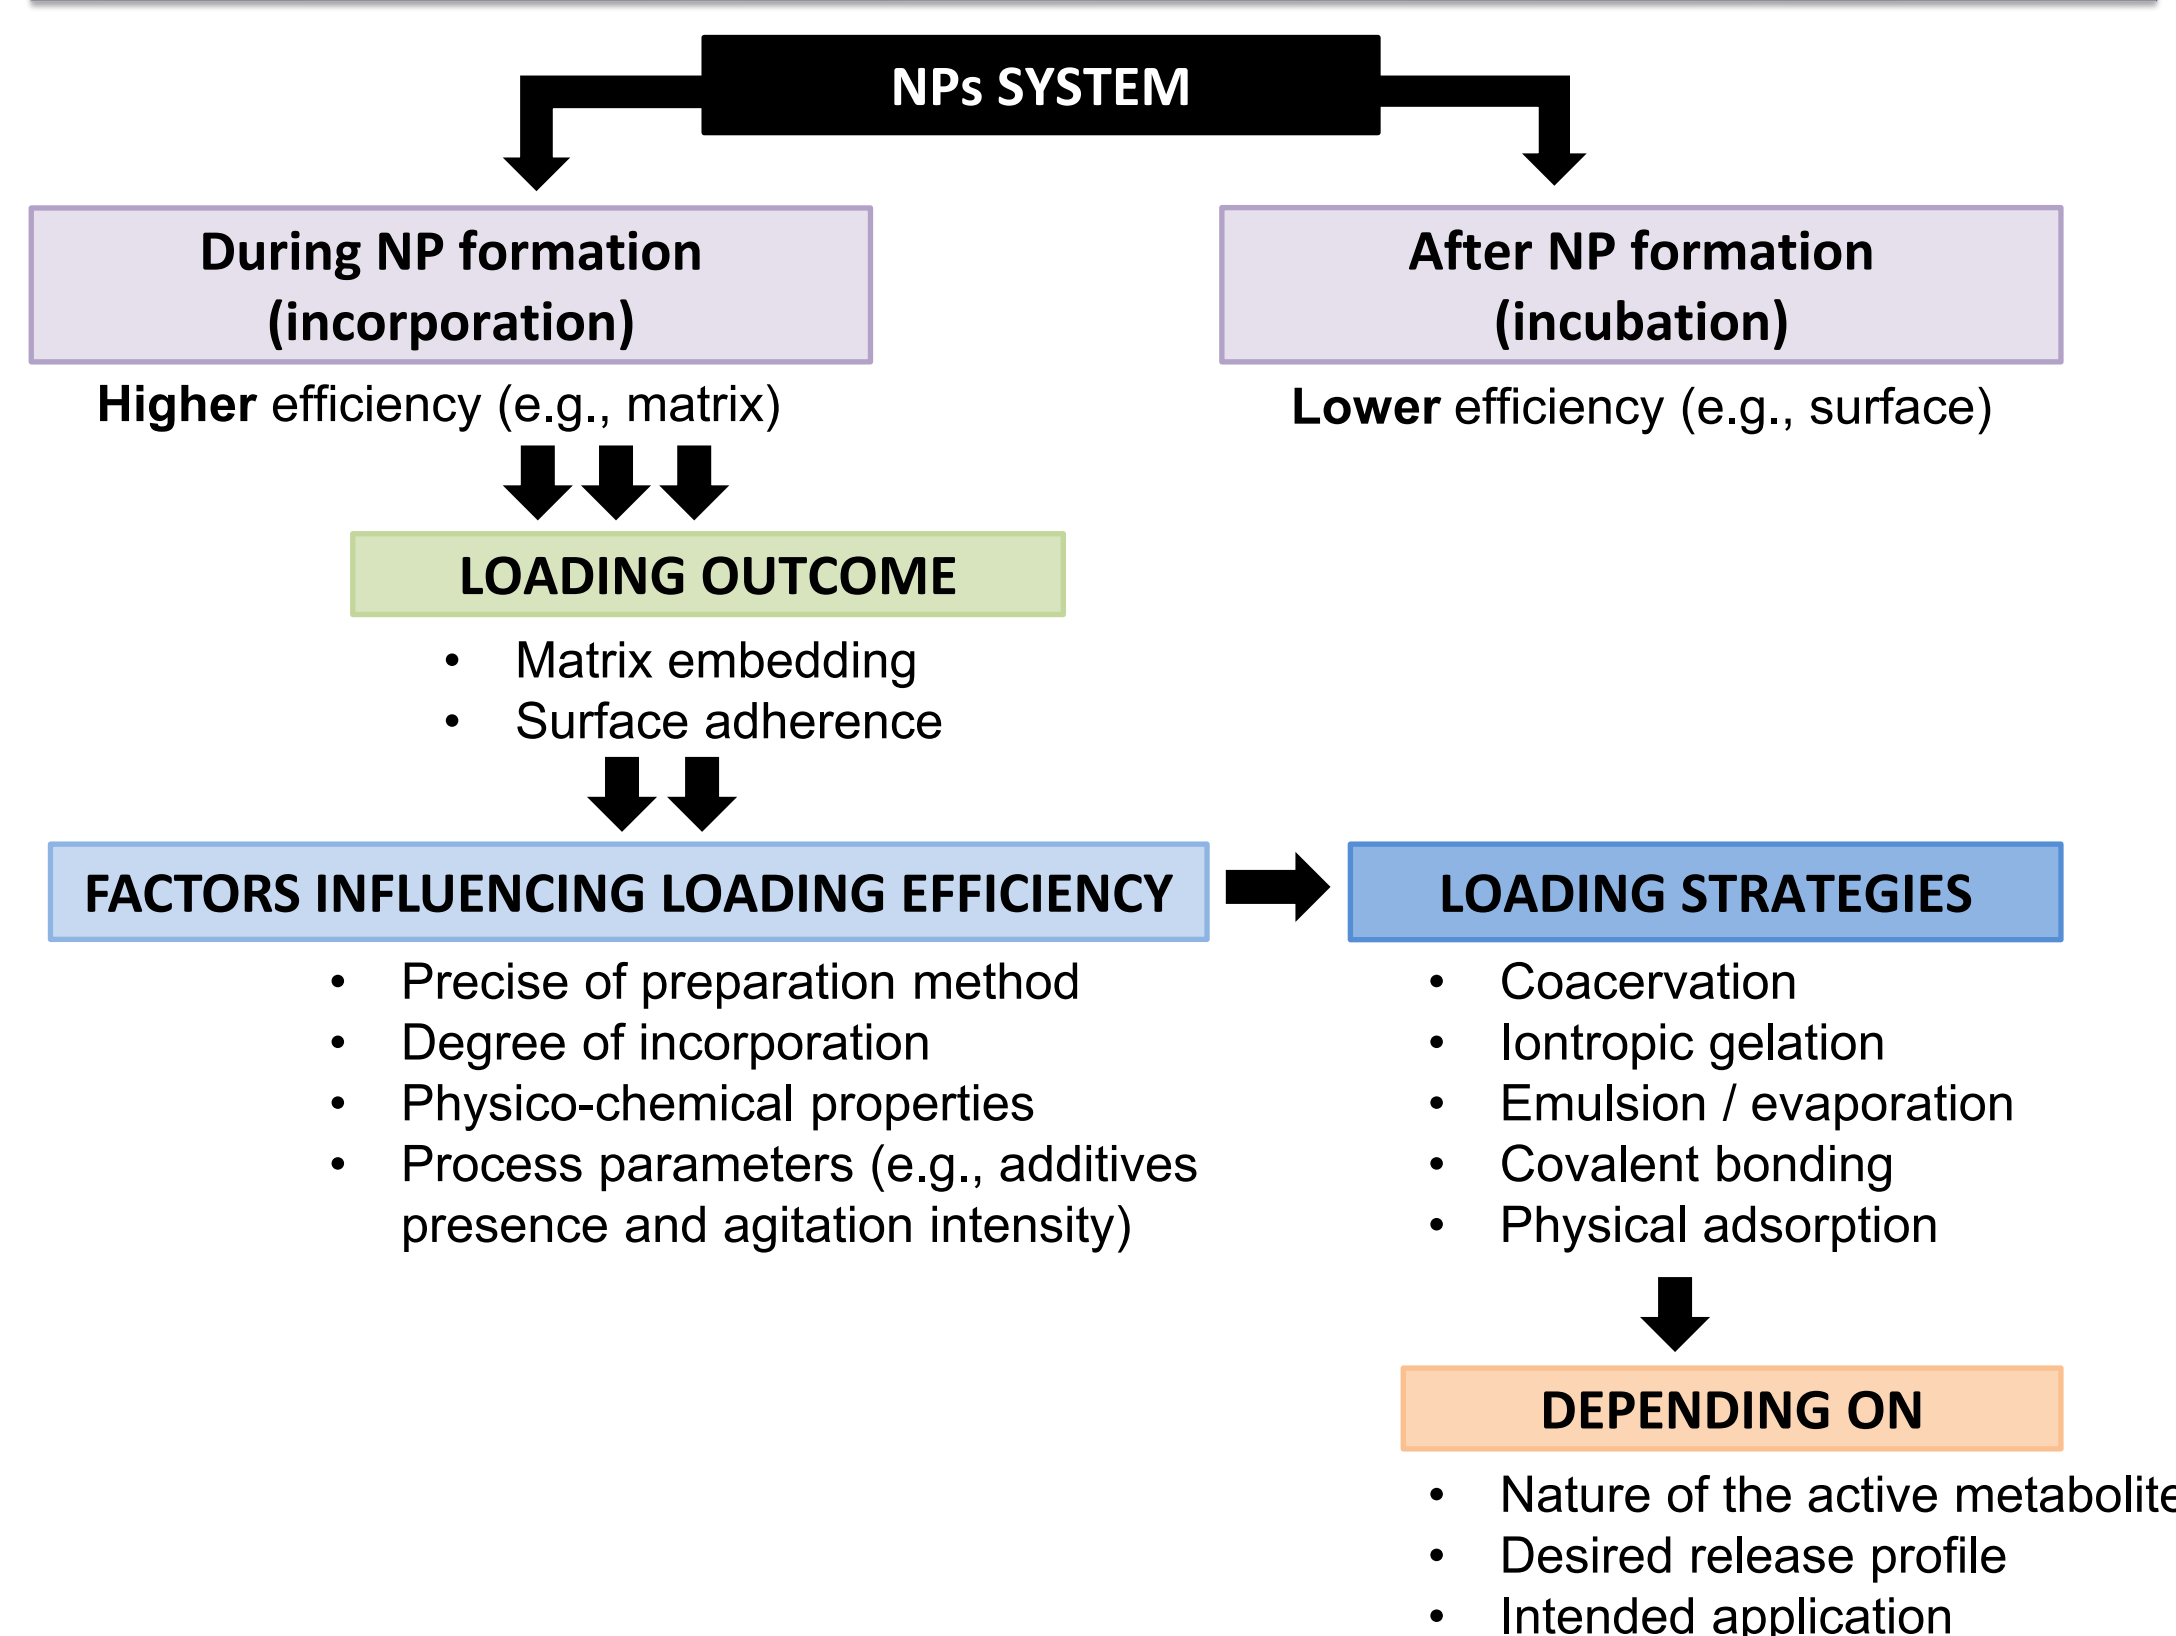 NPs SYSTEM
During NP formation
(incorporation)
Higher efficiency (e.g., matrix)
After NP formation
(incubation)
Lower efficiency (e.g., surface)
LOADING OUTCOME
• Matrix embedding
• Surface adherence
FACTORS INFLUENCING LOADING EFFICIENCY
• Precise of preparation method
• Degree of incorporation
• Physico-chemical properties
• Process parameters (e.g., additives
presence and agitation intensity)
LOADING STRATEGIES
• Coacervation
• Iontropic gelation
• Emulsion / evaporation
• Covalent bonding
• Physical adsorption
DEPENDING ON
• Nature of the active metabolite
• Desired release profile
• Intended application